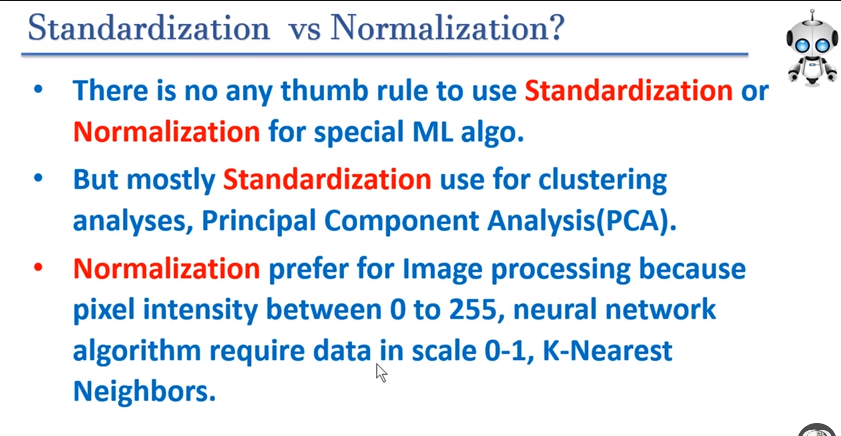 Standardization vs Normalization?
• There is no any thumb rule to use Standardization or
Normalization for special ML algo.
• But mostly Standardization use for clustering
analyses, Principal Component Analysis(PCA).
• Normalization prefer for Image processing because
pixel intensity between 0 to 255, neural network
algorithm require data in scale 0-1, K-Nearest
Neighbors.